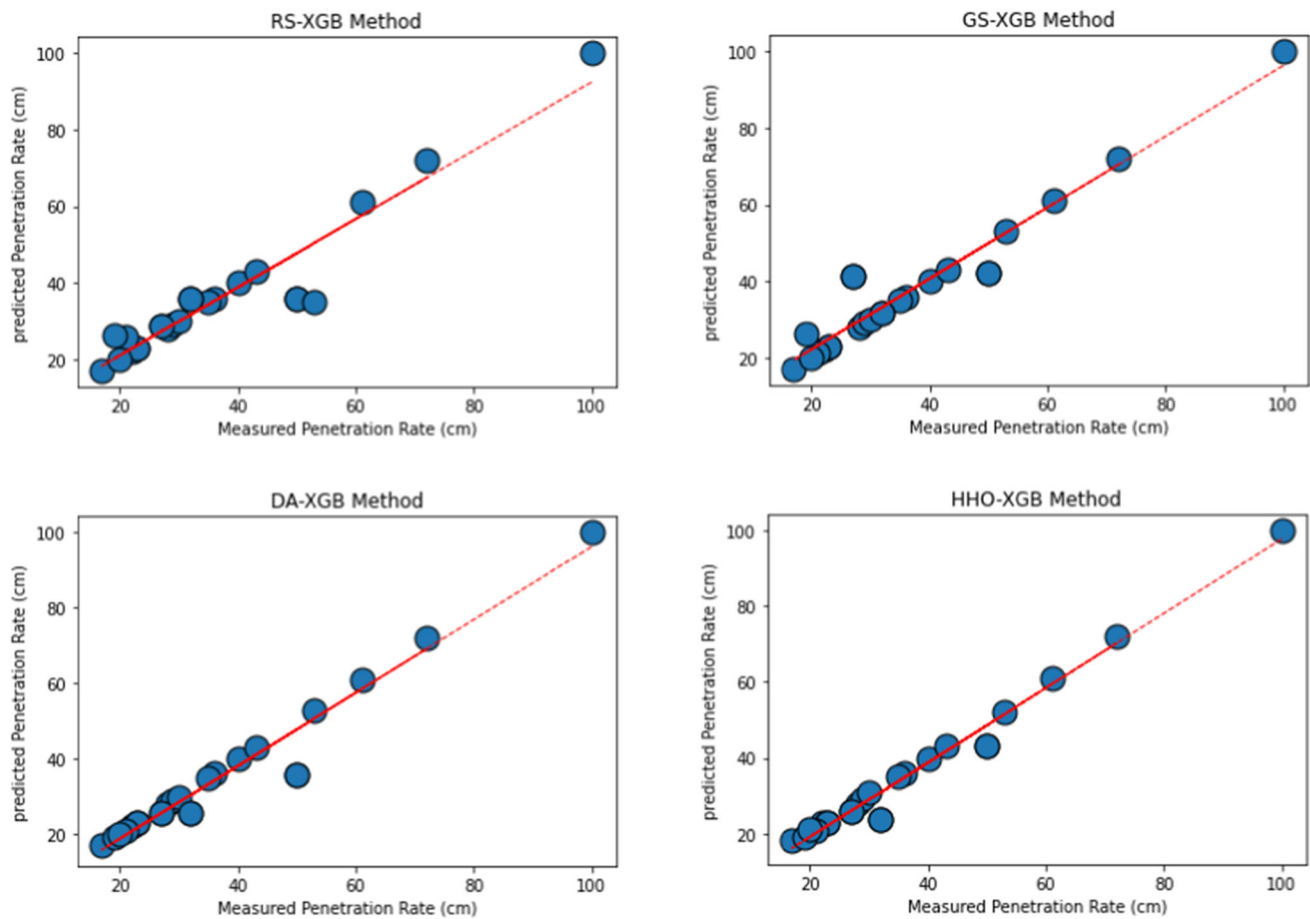 RS-XGB Method
100
80
60
40
20
predicted Penetration Rate (cm)
20 40 60 80 100
Measured Penetration Rate (cm)
GS-XGB Method
100
80
60
40
20
predicted Penetration Rate (cm)
20 40 60 80 100
Measured Penetration Rate (cm)
DA-XGB Method
100
80
60
40
20
predicted Penetration Rate (cm)
20 40 60 80 100
Measured Penetration Rate (cm)
HHO-XGB Method
100
80
60
40
20
predicted Penetration Rate (cm)
20 40 60 80 100
Measured Penetration Rate (cm)